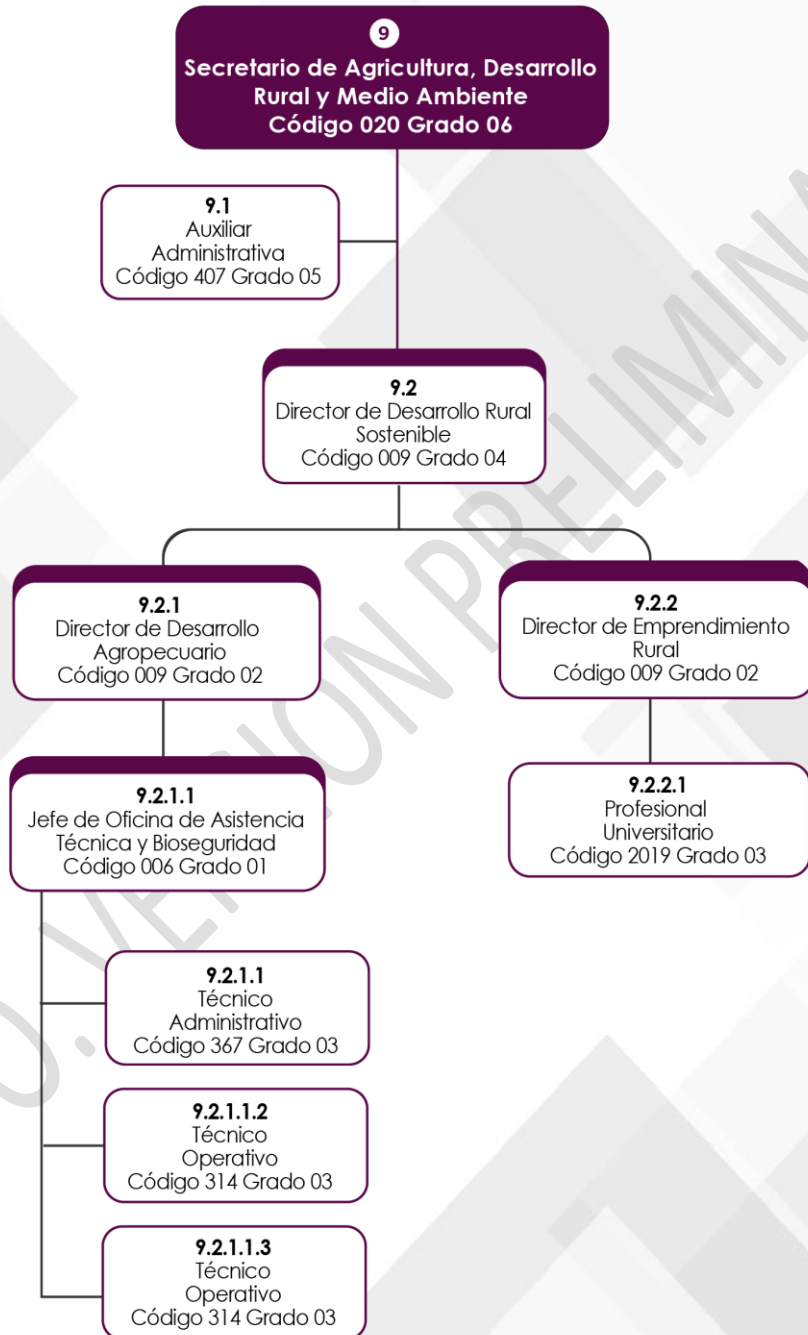 9
Secretario de Agricultura, Desarrollo
Rural y Medio Ambiente
Código 020 Grado 06
9.1
Auxiliar
Administrativa
Código 407 Grado 05
9.2
Director de Desarrollo Rural
Sostenible
Código 009 Grado 04
9.2.1
Director de Desarrollo
Agropecuario
Código 009 Grado 02
9.2.2
Director de Emprendimiento
Rural
Código 009 Grado 02
9.2.1.1
Jefe de Oficina de Asistencia
Técnica y Bioseguridad
Código 006 Grado 01
9.2.2.1
Profesional
Universitario
Código 2019 Grado 03
9.2.1.1
Técnico
Administrativo
Código 367 Grado 03
9.2.1.1.2
Técnico
Operativo
Código 314 Grado 03
9.2.1.1.3
Técnico
Operativo
Código 314 Grado 03